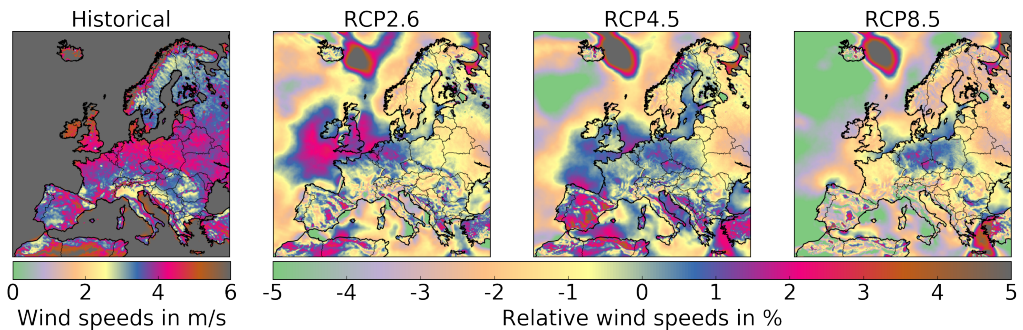 Historical RCP2.6 RCP4.5 RCP8.5
0 2 4 6 -5 -4 -3 -2 -1 0 1 2 3 4 5
Wind speeds in m/s Relative wind speeds in %